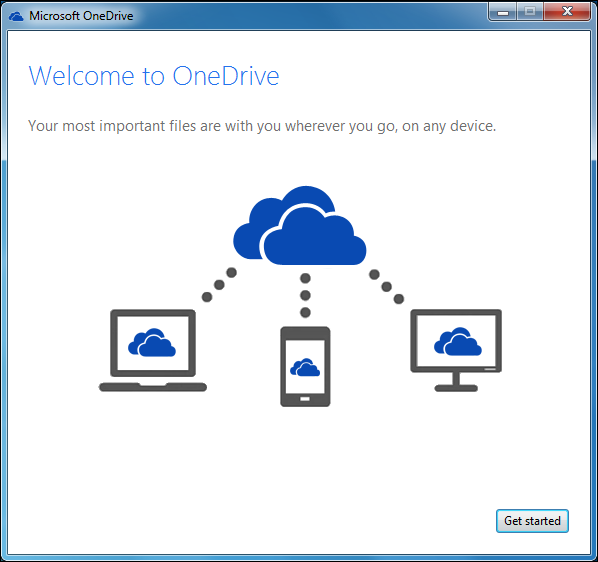 Microsoft OneDrive
Welcome to OneDrive
Your most important files are with you wherever you go, on any device.
Get started